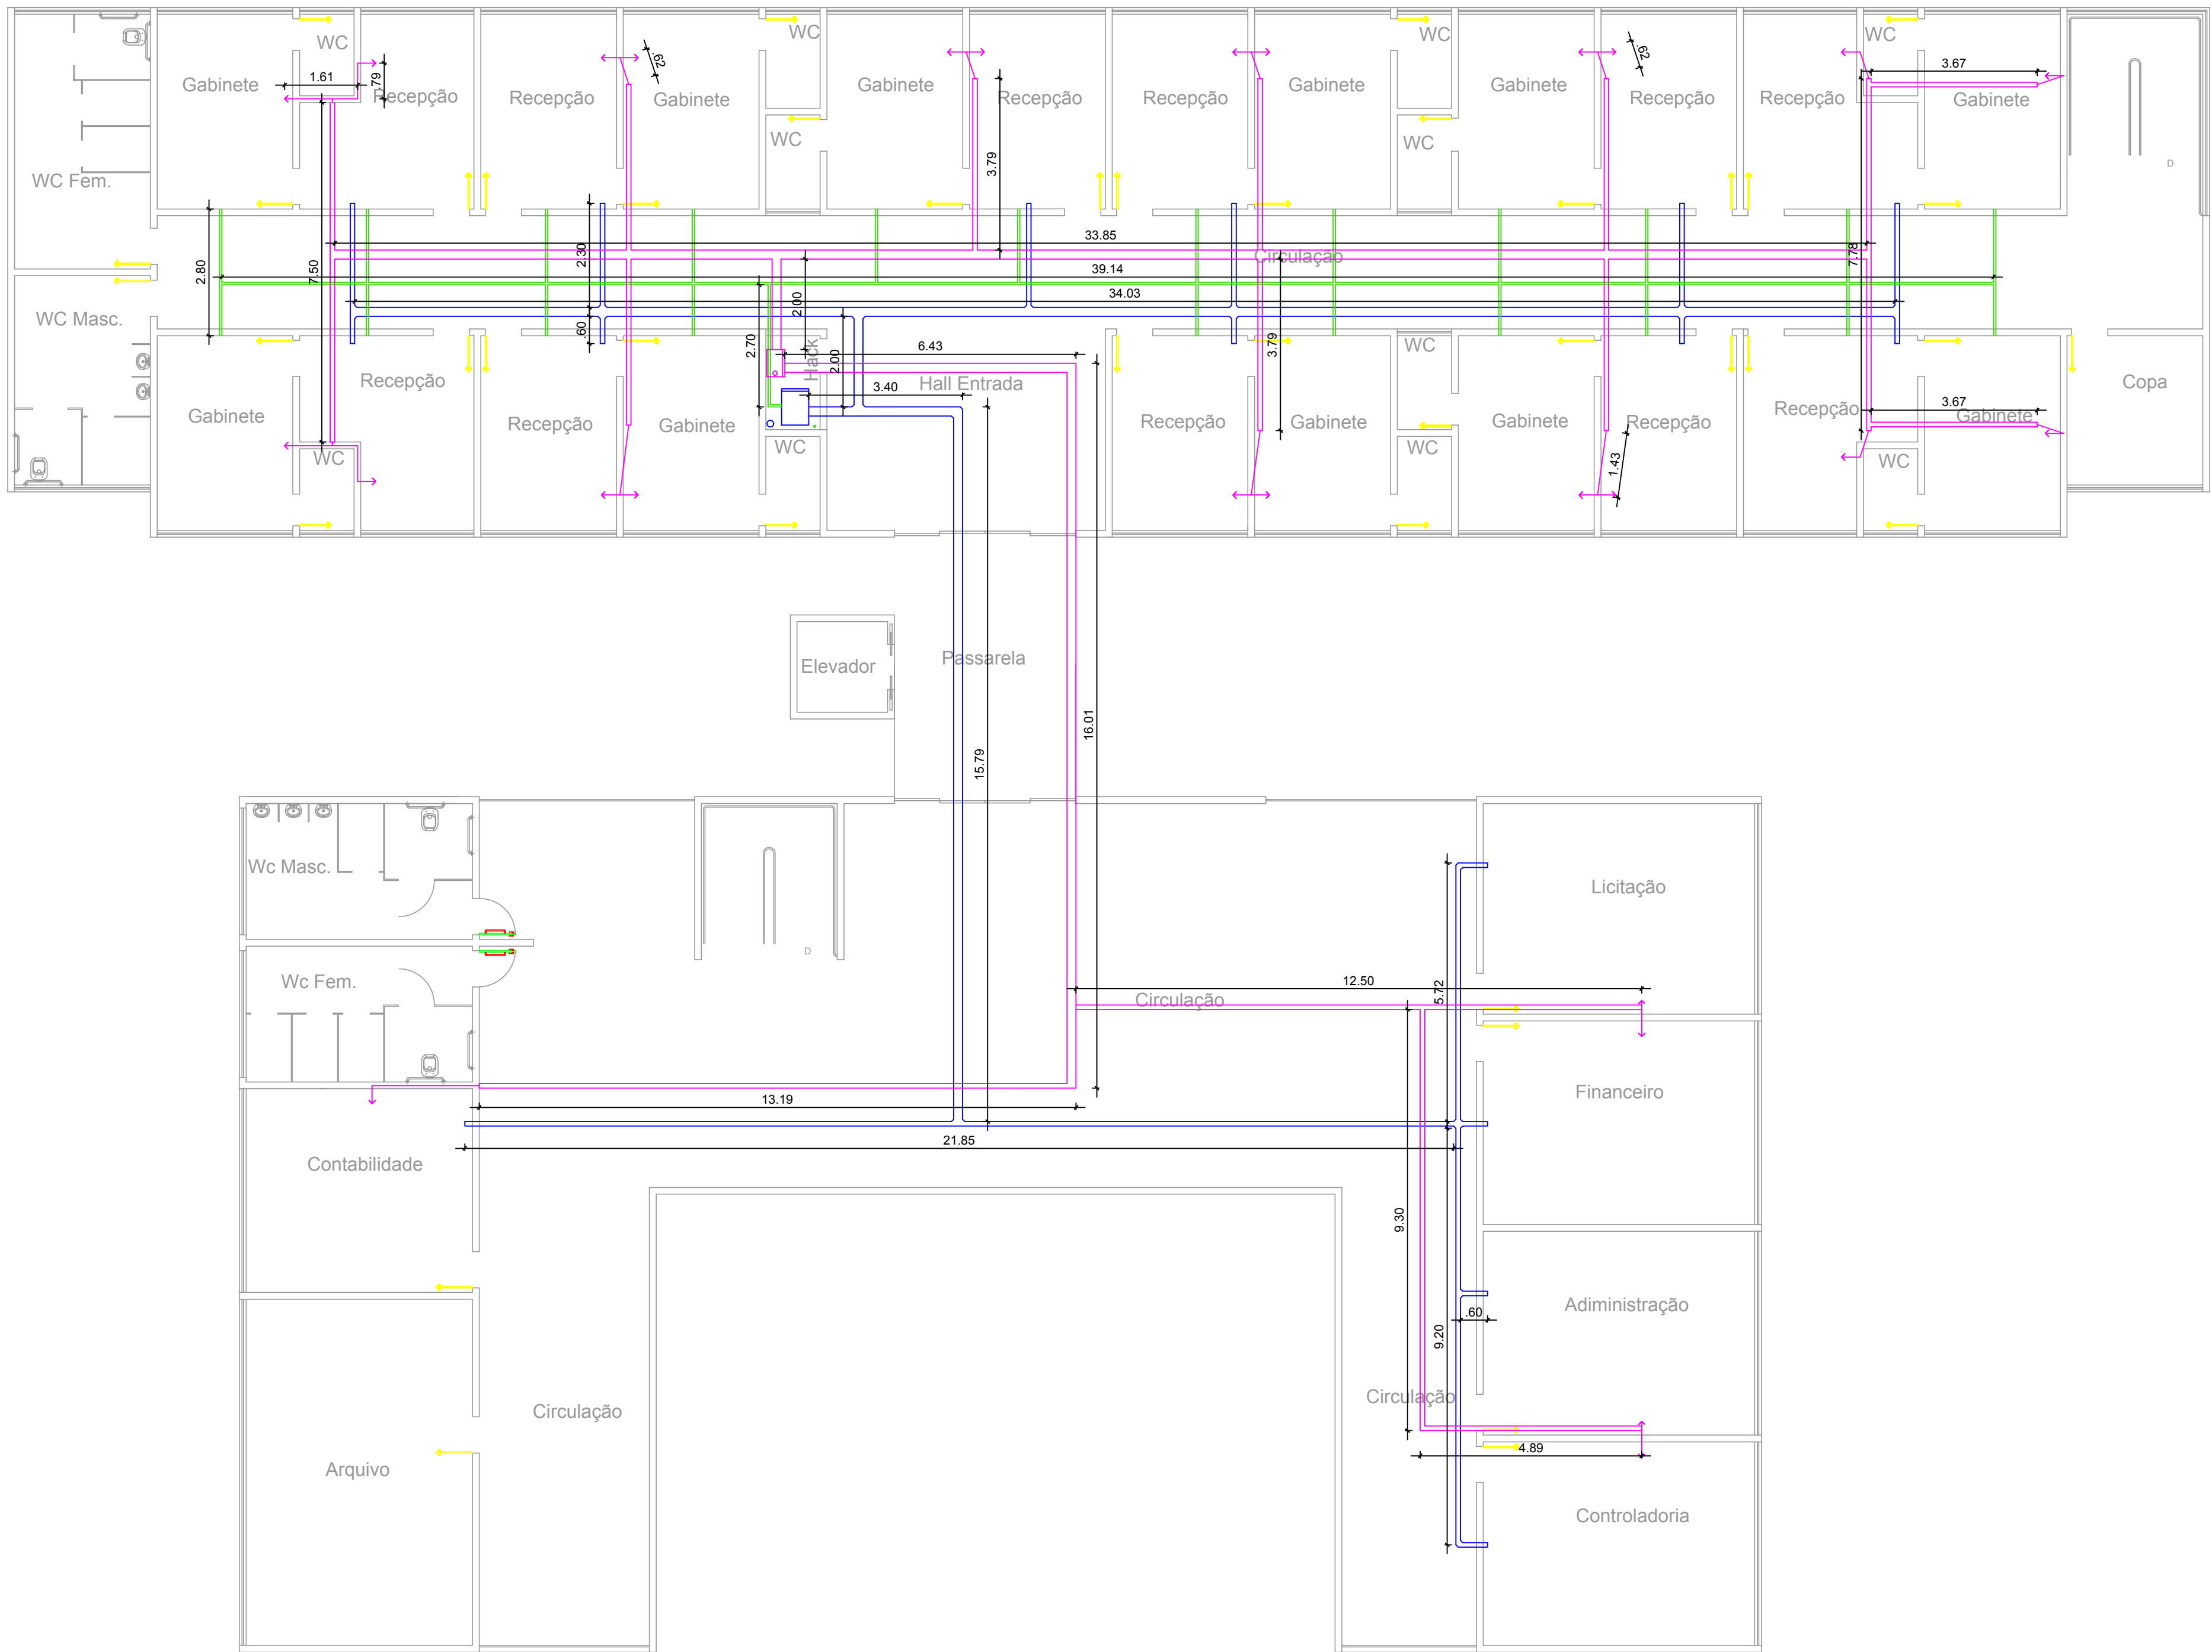 WC
WC
WC
WC
Gabinete
1.61
.79
Recepção
Recepção
.62
Gabinete
Gabinete
Recepção
Recepção
Gabinete
Gabinete
.62
Recepção
Recepção
3.67
Gabinete
WC
WC
3.79
D
WC Fem.
33.85
Circulação
2.80
7.50
2.30
7.78
39.14
34.03
2.00
WC Masc.
.60
2.70
2.00
Hack
3.79
WC
6.43
Recepção
3.40
Hall Entrada
Copa
Gabinete
Recepção
Gabinete
Recepção
Gabinete
Gabinete
Recepção
Recepção
3.67
Gabinete
WC
WC
WC
WC
1.43
Elevador
Passarela
16.01
15.79
Wc Masc.
Licitação
D
Wc Fem.
12.50
5.72
Circulação
Financeiro
13.19
21.85
Contabilidade
9.30
Adiministração
.60
9.20
Circulação
Circulação
4.89
Arquivo
Controladoria